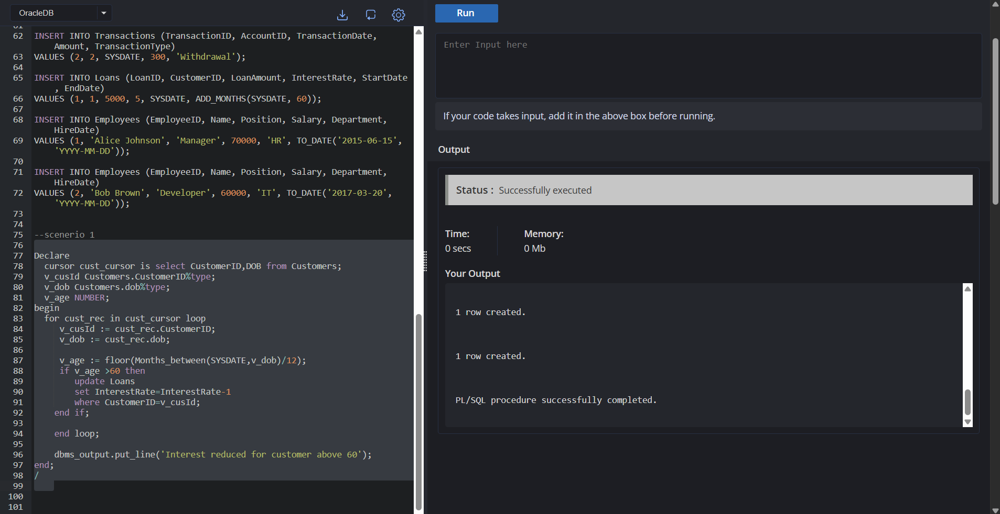 OracleDB
61
62 INSERT INTO Transactions (TransactionID, AccountID, TransactionDate,
Amount, TransactionType)
63 VALUES (2, 2, SYSDATE, 300, 'Withdrawal');
64
65 INSERT INTO Loans (LoanID, CustomerID, LoanAmount, InterestRate, StartDate
, EndDate)
66 VALUES (1, 1, 5000, 5, SYSDATE, ADD_MONTHS(SYSDATE, 60));
67
68 INSERT INTO Employees (EmployeeID, Name, Position, Salary, Department,
HireDate)
69 VALUES (1, 'Alice Johnson', 'Manager', 70000, 'HR', TO_DATE('2015-06-15',
'YYYY-MM-DD'));
70
71 INSERT INTO Employees (EmployeeID, Name, Position, Salary, Department,
HireDate)
72 VALUES (2, 'Bob Brown', 'Developer', 60000, 'IT', TO_DATE('2017-03-20',
'YYYY-MM-DD'));
73
74
75 --scenerio 1
76
77 Declare
78 cursor cust_cursor is select CustomerID,DOB from Customers;
79 v_cusId Customers.CustomerID%type;
80 v_dob Customers.dob%type;
81 v_age NUMBER;
82 begin
83 for cust_rec in cust_cursor loop
84 v_cusId := cust_rec.CustomerID;
85 v_dob := cust_rec.dob;
86
87 v_age := floor(Months_between(SYSDATE,v_dob)/12);
88 if v_age >60 then
89 update Loans
90 set InterestRate=InterestRate-1
91 where CustomerID=v_cusId;
92 end if;
93
94 end loop;
95
96 dbms_output.put_line('Interest reduced for customer above 60');
97 end;
98 /
99
100
101
Run
Enter Input here
If your code takes input, add it in the above box before running.
Output
Status : Successfully executed
Time: Memory:
0 secs 0 Mb
Your Output
1 row created.
1 row created.
PL/SQL procedure successfully completed.